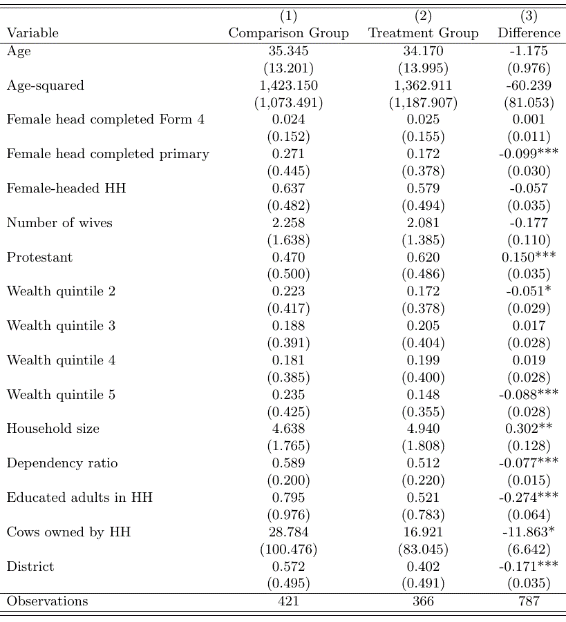 (1) (2) (3)
Variable Comparison Group Treatment Group Difference
Age 35.345 34.170 -1.175
(13.201) (13.995) (0.976)
Age-squared 1,423.150 1,362.911 -60.239
(1,073.491) (1,187.907) (81.053)
Female head completed Form 4 0.024 0.025 0.001
(0.152) (0.155) (0.011)
Female head completed primary 0.271 0.172 -0.099***
(0.445) (0.378) (0.030)
Female-headed HH 0.637 0.579 -0.057
(0.482) (0.494) (0.035)
Number of wives 2.258 2.081 -0.177
(1.638) (1.385) (0.110)
Protestant 0.470 0.620 0.150***
(0.500) (0.486) (0.035)
Wealth quintile 2 0.223 0.172 -0.051*
(0.417) (0.378) (0.029)
Wealth quintile 3 0.188 0.205 0.017
(0.391) (0.404) (0.028)
Wealth quintile 4 0.181 0.199 0.019
(0.385) (0.400) (0.028)
Wealth quintile 5 0.235 0.148 -0.088***
(0.425) (0.355) (0.028)
Household size 4.638 4.940 0.302**
(1.765) (1.808) (0.128)
Dependency ratio 0.589 0.512 -0.077***
(0.200) (0.220) (0.015)
Educated adults in HH 0.795 0.521 -0.274***
(0.976) (0.783) (0.064)
Cows owned by HH 28.784 16.921 -11.863*
(100.476) (83.045) (6.642)
District 0.572 0.402 -0.171***
(0.495) (0.491) (0.035)
Observations 421 366 787